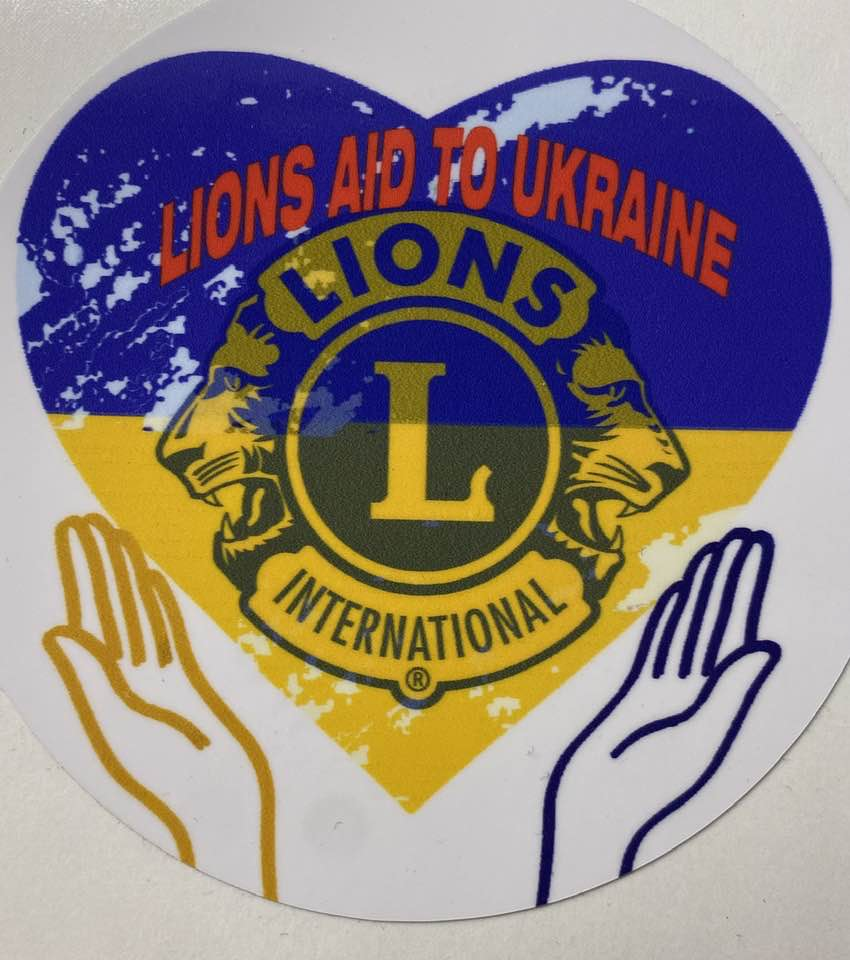 LIONS AID TO UKRAINE
LIONS
L
INTERNATIONAL
®